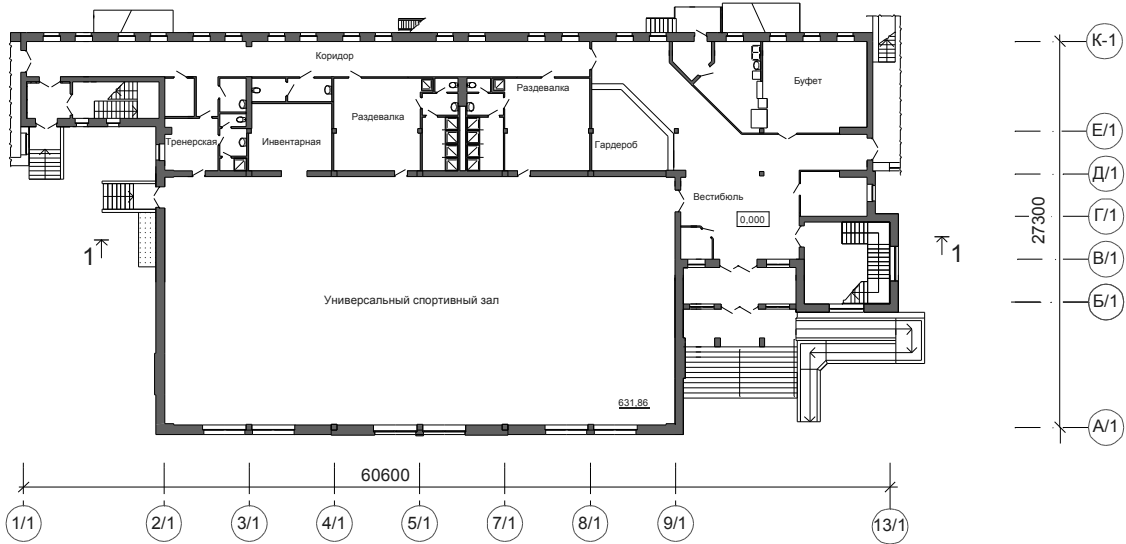 К-1
Коридор
Буфет
Раздевалка
Раздевалка
Е/1
Тренерская
Инвентарная
Гардероб
Д/1
Вестибюль
Г/1
0,000
27300
1
1
В/1
Универсальный спортивный зал
Б/1
631,86
А/1
60600
1/1
2/1
3/1
4/1
5/1
7/1
8/1
9/1
13/1